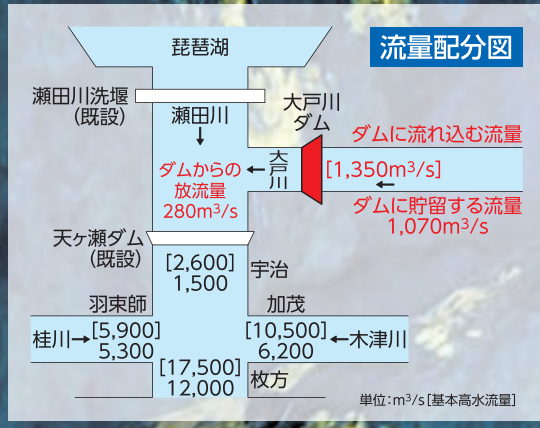 流量配分図
琵琶湖
瀬田川洗堰
(既設)
瀬田川
↓
大戸川
ダム
ダムに流れ込む流量
[1,350m³/s]
←
ダムに貯留する流量
1,070m³/s
大戸川
←
ダムからの
放流量
280m³/s
天ヶ瀬ダム
(既設)
[2,600]
1,500
宇治
羽束師
桂川→
[5,900]
5,300
加茂
[10,500]
6,200
←木津川
[17,500]
12,000
枚方
単位:m³/s[基本高水流量]